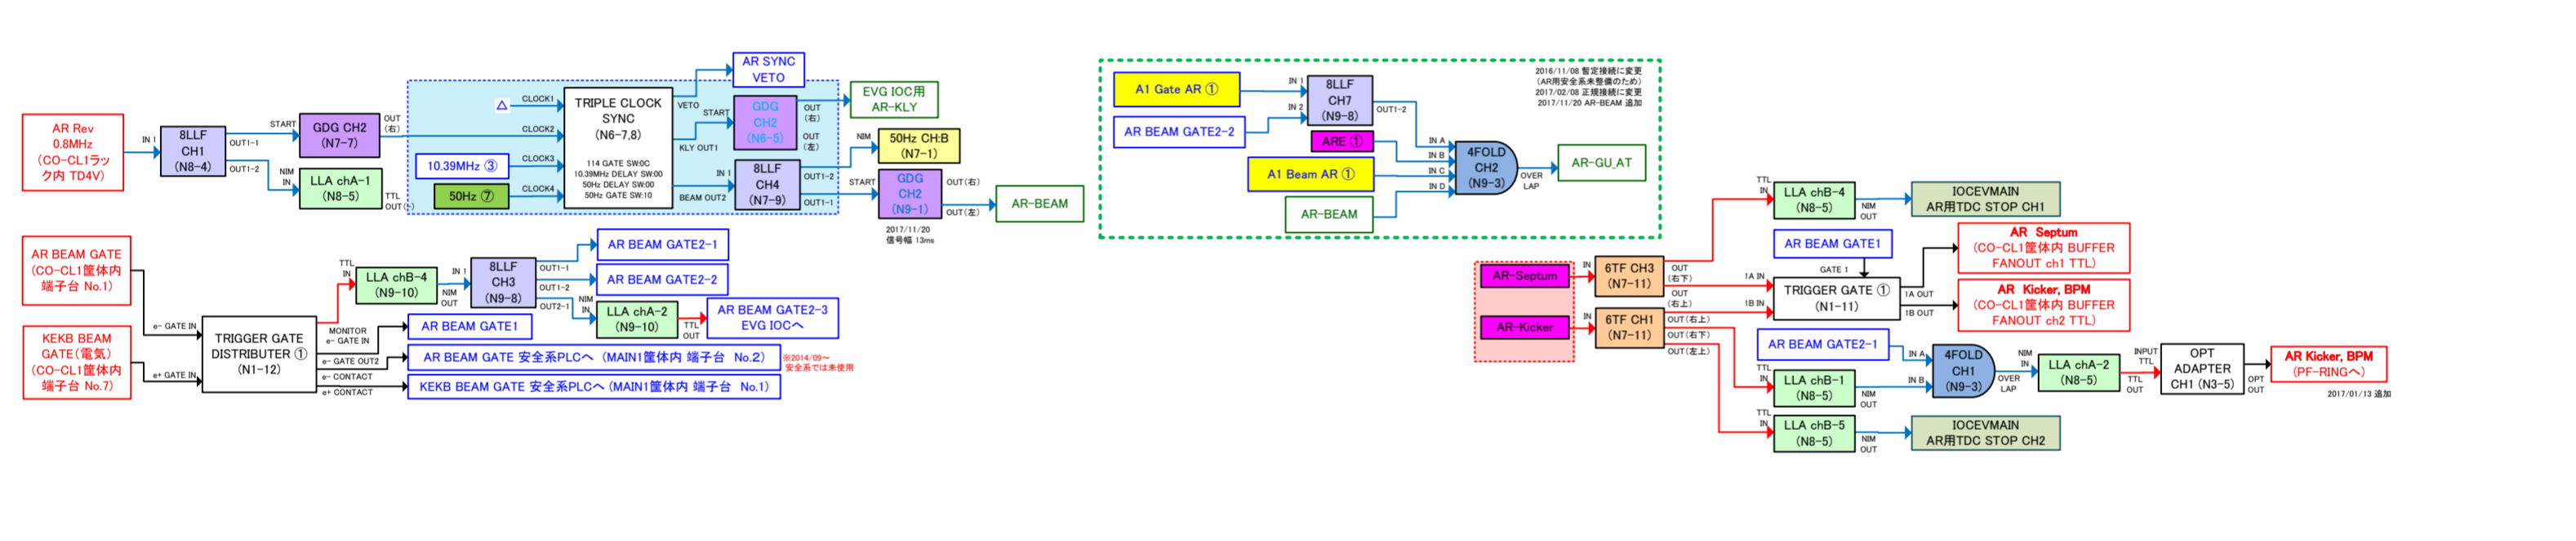 AR Rev
0.8MHz
(CO-CL1ラッ
ク内 TD4V)
IN 1
8LLF
CH1
(N8-4)
OUT1-1
OUT1-2
START
GDG CH2
(N7-7)
OUT
(右)
NIM
IN
LLA chA-1
(N8-5)
TTL
CLOCK1
CLOCK2
10.39MHz ③
CLOCK3
50Hz ⑦
CLOCK4
TRIPLE CLOCK
SYNC
(N6-7,8)
114 GATE SW:0C
10.39MHz DELAY SW:00
50Hz DELAY SW:00
50Hz GATE SW:10
VETO
KLY OUT1
BEAM OUT2
AR SYNC
VETO
START
GDG
CH2
(N6-5)
OUT
(右)
OUT
(左)
EVG IOC用
AR-KLY
IN 1
8LLF
CH4
(N7-9)
OUT1-2
OUT1-1
NIM
50Hz CH:B
(N7-1)
START
GDG
CH2
(N9-1)
OUT(右)
OUT(左)
AR-BEAM
2017/11/20
信号幅 13ms
AR BEAM GATE
(CO-CL1筐体内
端子台 No.1)
KEKB BEAM
GATE(電気)
(CO-CL1筐体内
端子台 No.7)
e- GATE IN
e+ GATE IN
TRIGGER GATE
DISTRIBUTER ①
(N1-12)
TTL
IN
LLA chB-4
(N9-10)
NIM
OUT
IN 1
8LLF
CH3
(N9-8)
OUT1-1
OUT1-2
OUT2-1
AR BEAM GATE2-1
AR BEAM GATE2-2
NIM
IN
LLA chA-2
(N9-10)
TTL
OUT
AR BEAM GATE2-3
EVG IOCへ
MONITOR
e- GATE IN
e- GATE OUT2
e- CONTACT
e+ CONTACT
AR BEAM GATE1
AR BEAM GATE 安全系PLCへ (MAIN1筐体内 端子台 No.2)
※2014/09～
安全系では未使用
KEKB BEAM GATE 安全系PLCへ (MAIN1筐体内 端子台 No.1)
A1 Gate AR ①
AR BEAM GATE2-2
IN 1
IN 2
8LLF
CH7
(N9-8)
OUT1-2
ARE ①
A1 Beam AR ①
AR-BEAM
IN A
IN B
IN C
IN D
4FOLD
CH2
(N9-3)
OVER
LAP
AR-GU_AT
2016/11/08 暫定接続に変更
(AR用安全系未整備のため)
2017/02/08 正規接続に変更
2017/11/20 AR-BEAM 追加
AR-Septum
AR-Kicker
IN
6TF CH3
(N7-11)
OUT
(右下)
OUT
(右上)
IN
6TF CH1
(N7-11)
OUT(右上)
OUT(右下)
OUT(左上)
TTL
IN
LLA chB-4
(N8-5)
NIM
OUT
IOCEVMAIN
AR用TDC STOP CH1
AR BEAM GATE1
GATE 1
1A IN
1B IN
TRIGGER GATE ①
(N1-11)
1A OUT
1B OUT
AR Septum
(CO-CL1筐体内 BUFFER
FANOUT ch1 TTL)
AR Kicker, BPM
(CO-CL1筐体内 BUFFER
FANOUT ch2 TTL)
AR BEAM GATE2-1
TTL
IN
LLA chB-1
(N8-5)
NIM
OUT
IN A
IN B
4FOLD
CH1
(N9-3)
OVER
LAP
NIM
IN
LLA chA-2
(N8-5)
INPUT
TTL
TTL
OUT
OPT
ADAPTER
CH1 (N3-5)
OPT
OUT
AR Kicker, BPM
(PF-RINGへ)
2017/01/13 追加
TTL
IN
LLA chB-5
(N8-5)
NIM
OUT
IOCEVMAIN
AR用TDC STOP CH2